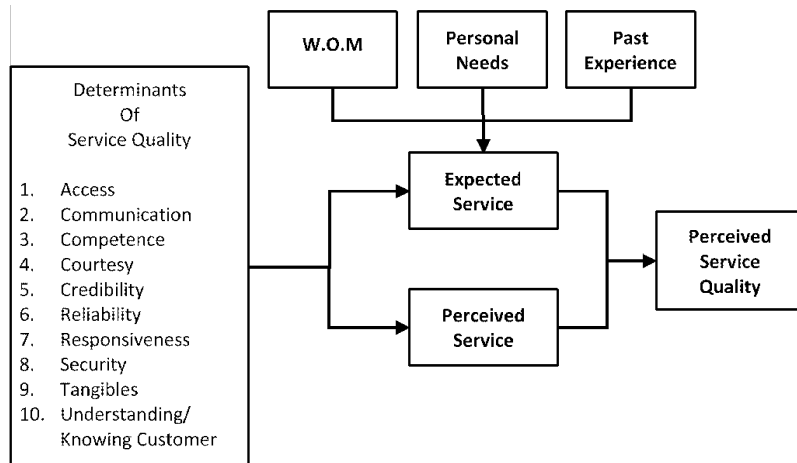 W.O.M
Personal
Needs
Past
Experience
Determinants
Of
Service Quality
1. Access
2. Communication
3. Competence
4. Courtesy
5. Credibility
6. Reliability
7. Responsiveness
8. Security
9. Tangibles
10. Understanding/
Knowing Customer
Expected
Service
Perceived
Service
Perceived
Service
Quality